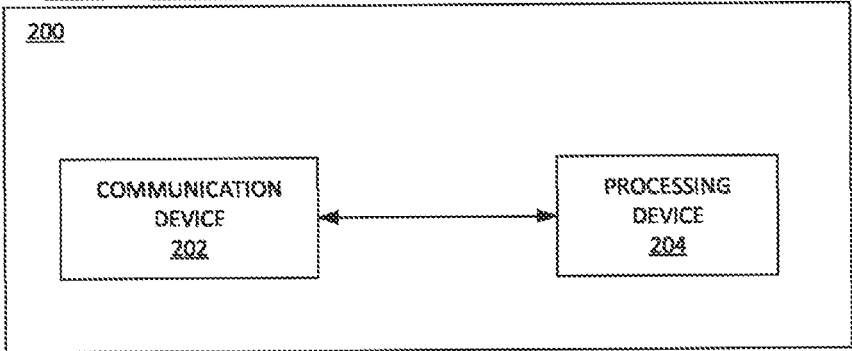 200
COMMUNICATION
DEVICE
202
PROCESSING
DEVICE
204